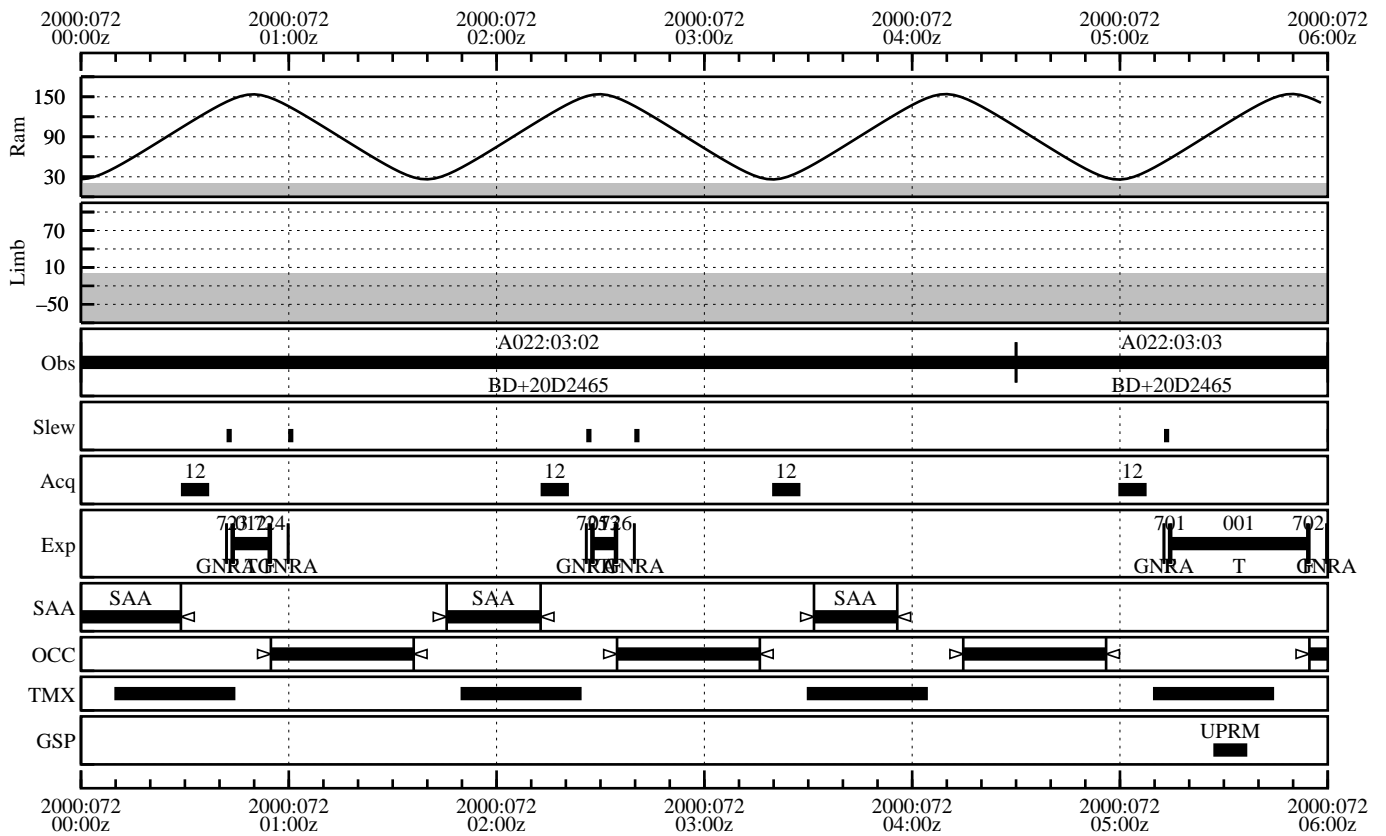 2000:072 2000:072 2000:072 2000:072 2000:072 2000:072 2000:072
00:00z 01:00z 02:00z 03:00z 04:00z 05:00z 06:00z
Ram
150
90
30
Limb
70
10
–50
Obs
A022:03:02 A022:03:03
BD+20D2465 BD+20D2465
Slew
Acq
12 12 12 12
Exp
701 001 702
GNRA GNRA GNRA T GNRA
SAA
SAA SAA SAA
OCC
TMX
GSP
UPRM
2000:072 2000:072 2000:072 2000:072 2000:072 2000:072 2000:072
00:00z 01:00z 02:00z 03:00z 04:00z 05:00z 06:00z